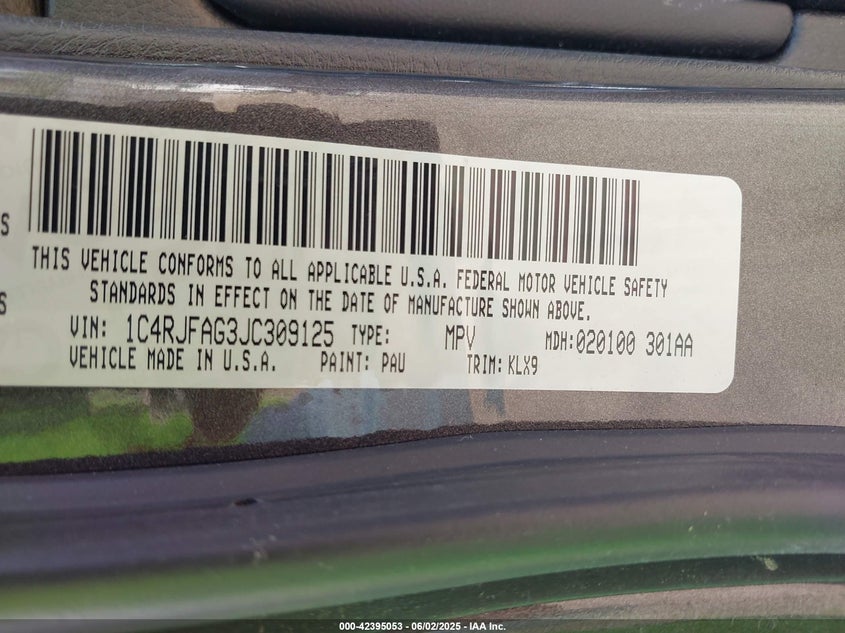 S
THIS VEHICLE CONFORMS TO ALL APPLICABLE U.S.A. FEDERAL MOTOR VEHICLE SAFETY
STANDARDS IN EFFECT ON THE DATE OF MANUFACTURE SHOWN ABOVE.
S
VIN: 1C4RJFAG3JC309125 TYPE: MPV MDH:020100 301AA
VEHICLE MADE IN U.S.A. PAINT: PAU TRIM: KLX9
000-42395053 - 06/02/2025 - IAA Inc.